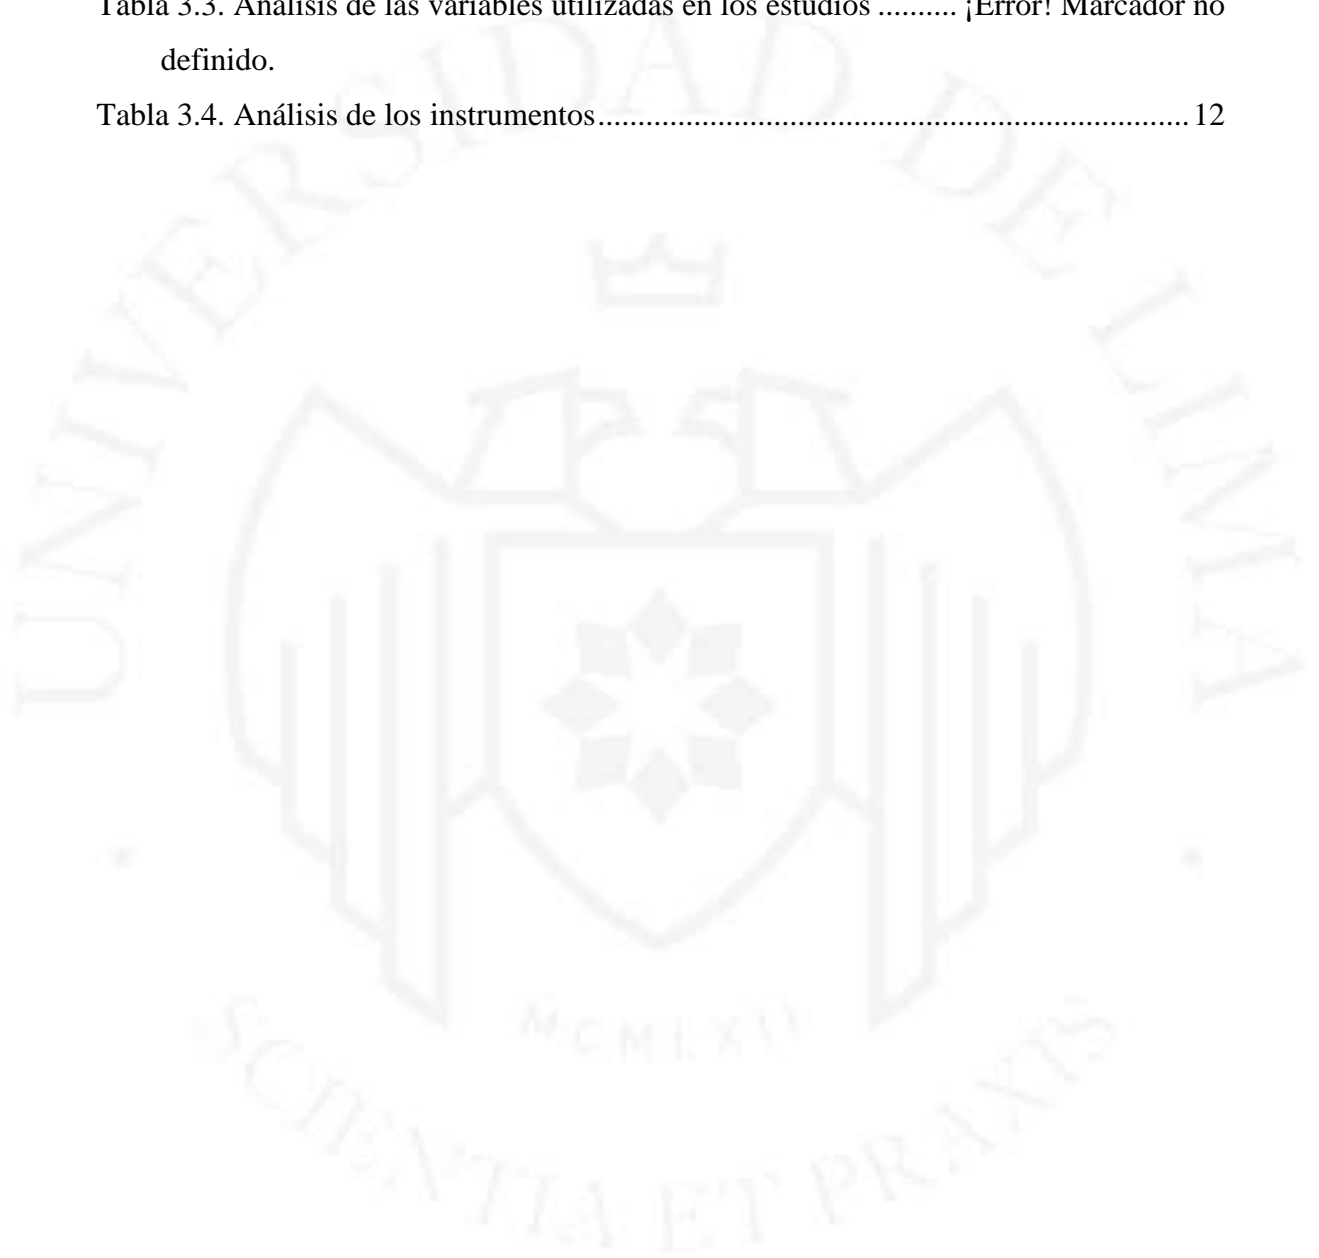 Tabla 3.3. Análisis de las variables utilizadas en los estudios .......... ¡Error! Marcador no
definido.
Tabla 3.4. Análisis de los instrumentos.......................................................................... 12
UNIVERSIDAD DE LIMA
MCMLXII
SCIENTIA ET PRAXIS